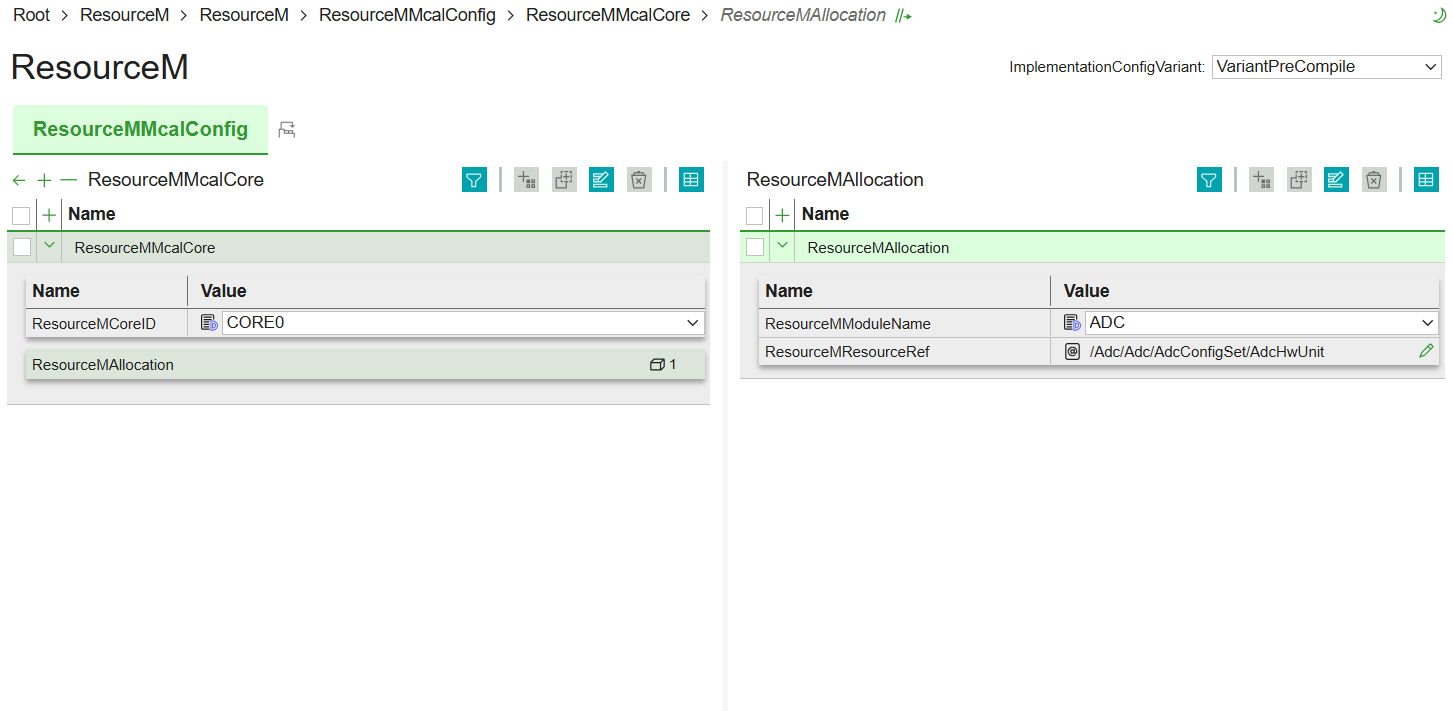 Root > ResourceM > ResourceM > ResourceMMcalConfig > ResourceMMcalCore > ResourceMAllocation
ResourceM
ImplementationConfigVariant: VariantPreCompile
ResourceMMcalConfig
ResourceMMcalCore
Name
ResourceMMcalCore
Name Value
ResourceMCoreID CORE0
ResourceMAllocation 1
ResourceMAllocation
Name
ResourceMAllocation
Name Value
ResourceMModuleName ADC
ResourceMResourceRef /Adc/Adc/AdcConfigSet/AdcHwUnit